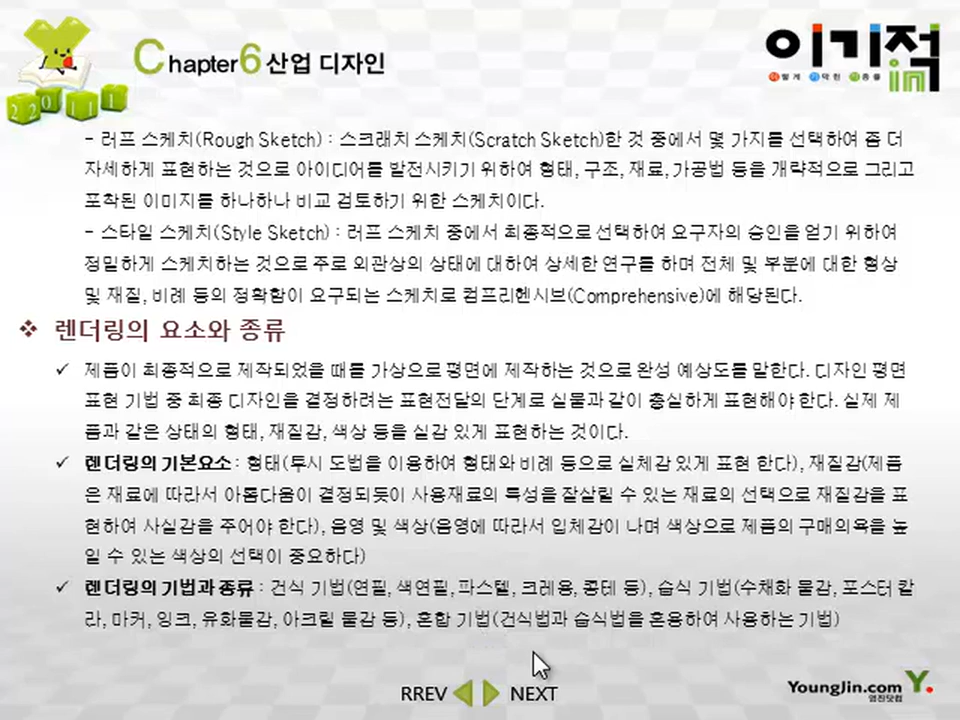 Chapter6 산업 디자인
이기적in
이렇게 기막힌 적중률
2011
- 러프 스케치(Rough Sketch) : 스크래치 스케치(Scratch Sketch)한 것 중에서 몇 가지를 선택하여 좀 더
자세하게 표현하는 것으로 아이디어를 발전시키기 위하여 형태, 구조, 재료, 가공법 등을 개략적으로 그리고
포착된 이미지를 하나하나 비교 검토하기 위한 스케치이다.
- 스타일 스케치(Style Sketch) : 러프 스케치 중에서 최종적으로 선택하여 요구자의 승인을 얻기 위하여
정밀하게 스케치하는 것으로 주로 외관상의 상태에 대하여 상세한 연구를 하며 전체 및 부분에 대한 형상
및 재질, 비례 등의 정확함이 요구되는 스케치로 컴프리헨시브(Comprehensive)에 해당된다.
❖ 렌더링의 요소와 종류
✓ 제품이 최종적으로 제작되었을 때를 가상으로 평면에 제작하는 것으로 완성 예상도를 말한다. 디자인 평면
표현 기법 중 최종 디자인을 결정하려는 표현전달의 단계로 실물과 같이 충실하게 표현해야 한다. 실제 제
품과 같은 상태의 형태, 재질감, 색상 등을 실감 있게 표현하는 것이다.
✓ 렌더링의 기본요소 : 형태(투시 도법을 이용하여 형태와 비례 등으로 실체감 있게 표현 한다), 재질감(제품
은 재료에 따라서 아름다움이 결정되듯이 사용재료의 특성을 잘살릴 수 있는 재료의 선택으로 재질감을 표
현하여 사실감을 주어야 한다), 음영 및 색상(음영에 따라서 입체감이 나며 색상으로 제품의 구매의욕을 높
일 수 있는 색상의 선택이 중요하다)
✓ 렌더링의 기법과 종류 : 건식 기법(연필, 색연필, 파스텔, 크레용, 콩테 등), 습식 기법(수채화 물감, 포스터 칼
라, 마커, 잉크, 유화물감, 아크릴 물감 등), 혼합 기법(건식법과 습식법을 혼용하여 사용하는 기법)
RREV NEXT
YoungJin.com Y.
영진닷컴